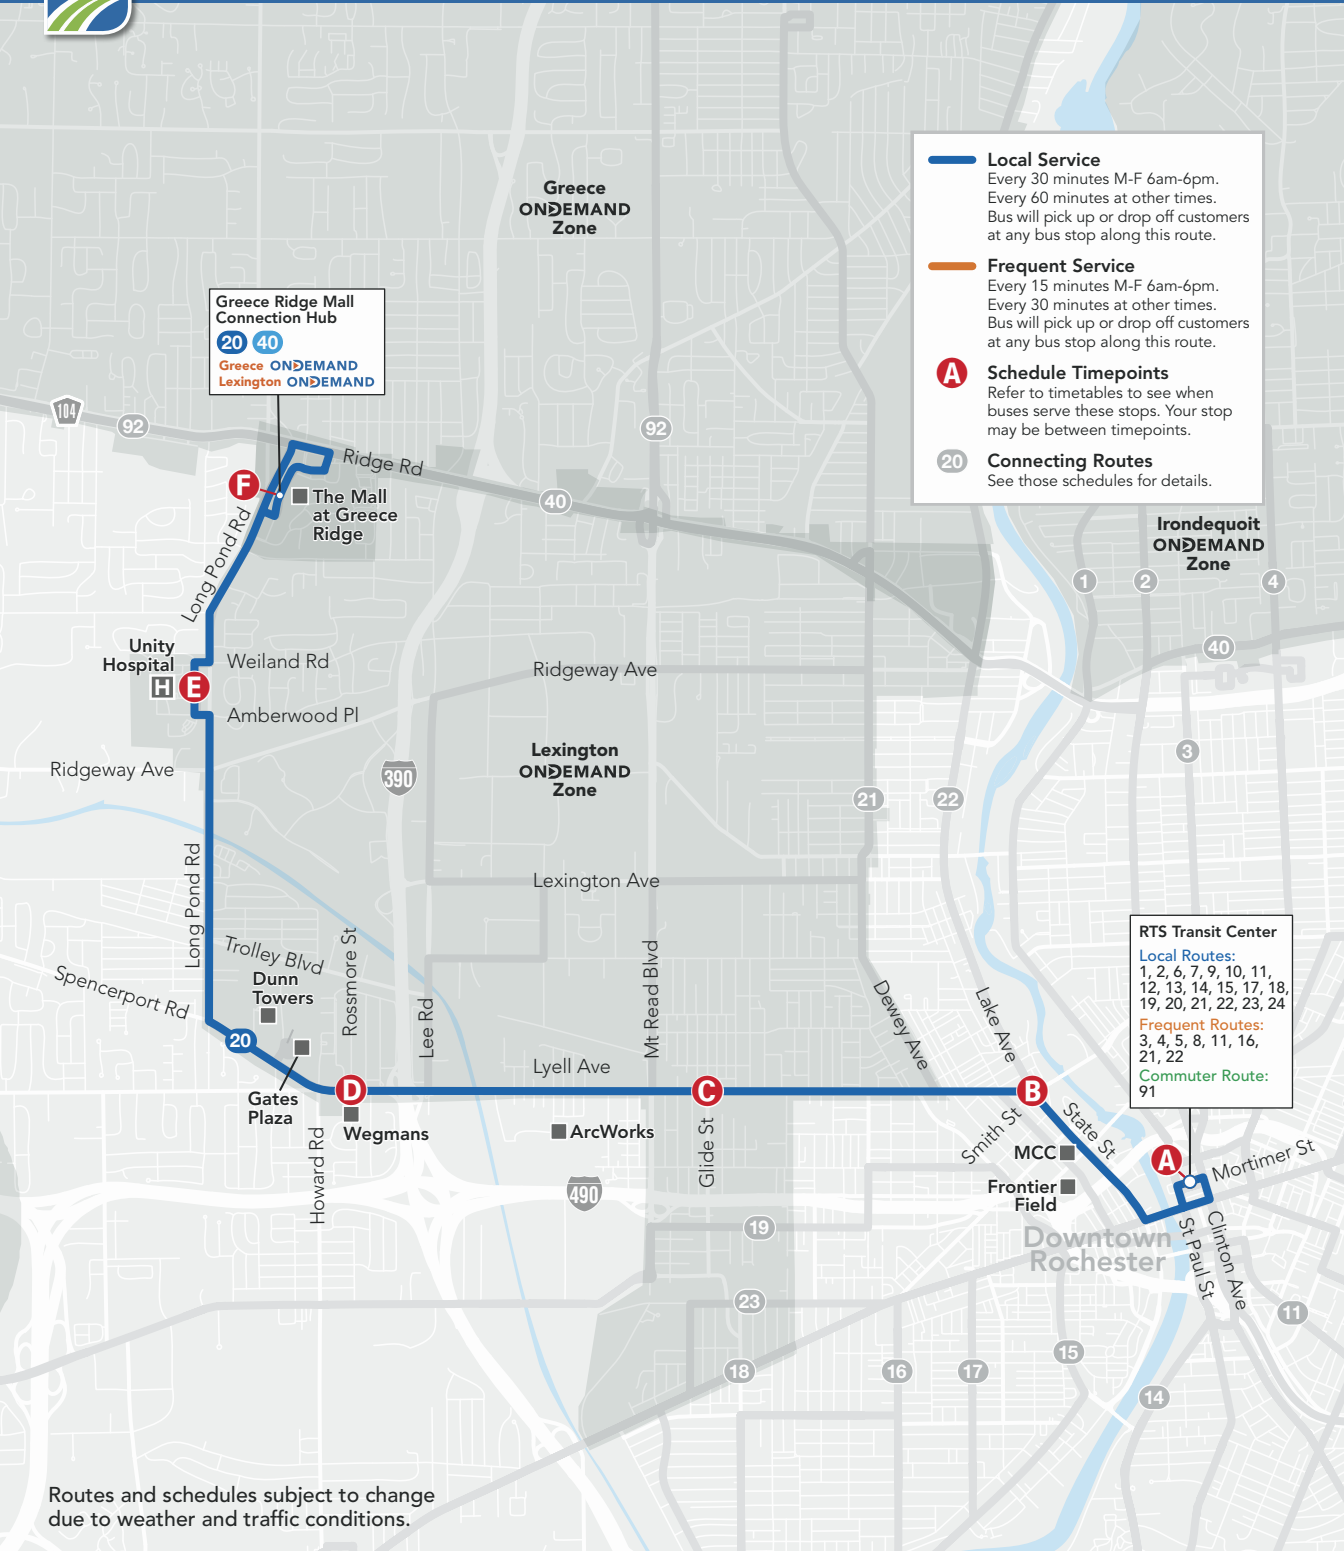 Local Service
Every 30 minutes M-F 6am-6pm.
Every 60 minutes at other times.
Bus will pick up or drop off customers
at any bus stop along this route.
Frequent Service
Every 15 minutes M-F 6am-6pm.
Every 30 minutes at other times.
Bus will pick up or drop off customers
at any bus stop along this route.
A
Schedule Timepoints
Refer to timetables to see when
buses serve these stops. Your stop
may be between timepoints.
20
Connecting Routes
See those schedules for details.
Greece
ONDEMAND
Zone
Greece Ridge Mall
Connection Hub
20 40
Greece ONDEMAND
Lexington ONDEMAND
104
92
92
Ridge Rd
F
The Mall
at Greece
Ridge
40
Long Pond Rd
Irondequoit
ONDEMAND
Zone
1
2
4
40
Unity
Hospital
H
E
Weiland Rd
Amberwood Pl
Ridgeway Ave
Ridgeway Ave
Lexington
ONDEMAND
Zone
390
3
21
22
Lexington Ave
Long Pond Rd
Trolley Blvd
Spencerport Rd
Dunn
Towers
Rossmore St
Lee Rd
Mt Read Blvd
Dewey Ave
Lake Ave
RTS Transit Center
Local Routes:
1, 2, 6, 7, 9, 10, 11,
12, 13, 14, 15, 17, 18,
19, 20, 21, 22, 23, 24
Frequent Routes:
3, 4, 5, 8, 11, 16,
21, 22
Commuter Route:
91
20
Lyell Ave
Gates
Plaza
D
C
B
Wegmans
ArcWorks
Howard Rd
Glide St
Smith St
State St
MCC
Frontier
Field
A
Mortimer St
490
19
Downtown
Rochester
St Paul St
Clinton Ave
23
11
18
16
17
15
14
Routes and schedules subject to change
due to weather and traffic conditions.